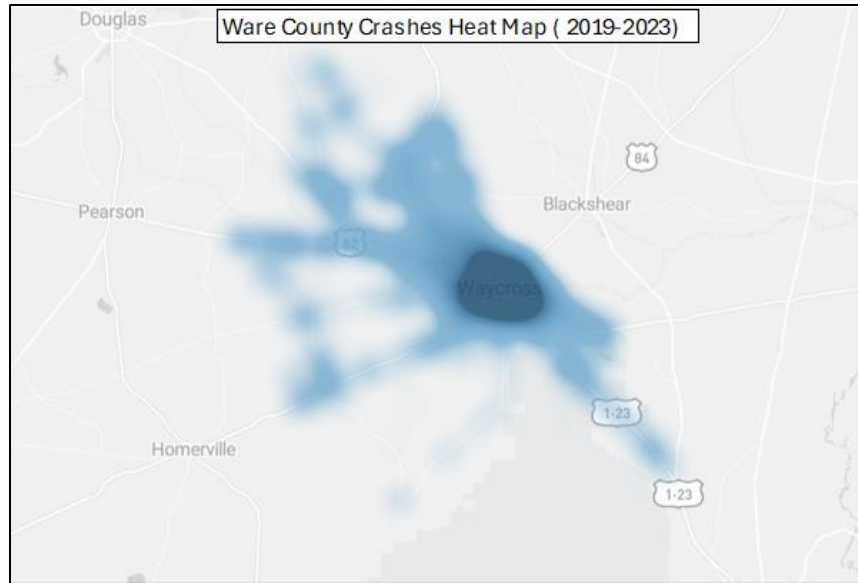 Douglas
Ware County Crashes Heat Map ( 2019-2023)
84
Pearson
Blackshear
82
Waycross
1-23
Homerville
1-23